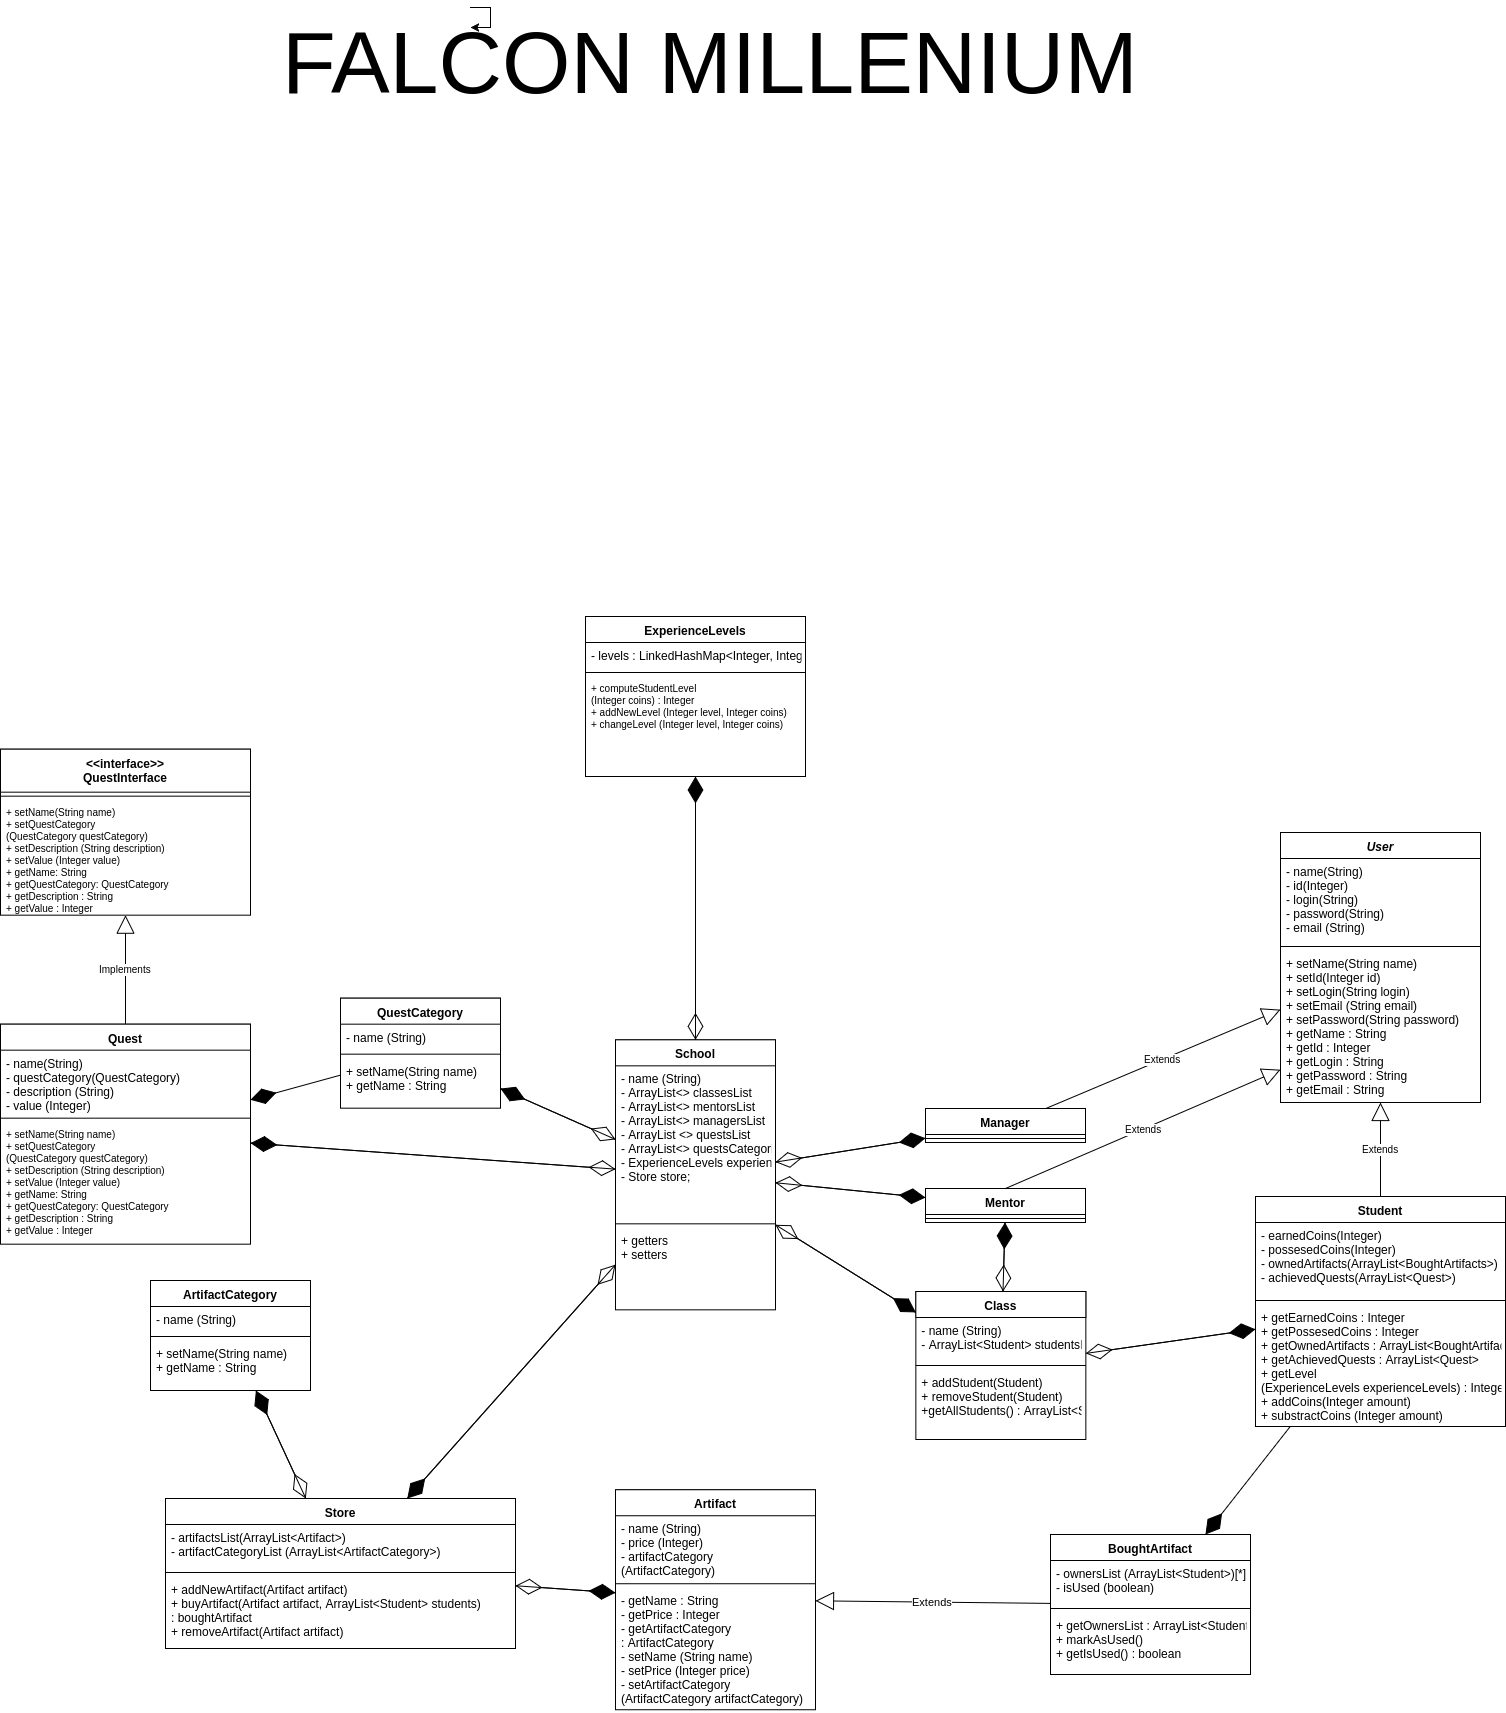 FALCON MILLENIUM
ExperienceLevels
- levels : LinkedHashMap<Integer, Integ
+ computeStudentLevel
(Integer coins) : Integer
+ addNewLevel (Integer level, Integer coins)
+ changeLevel (Integer level, Integer coins)
<<interface>>
QuestInterface
+ setName(String name)
+ setQuestCategory
(QuestCategory questCategory)
+ setDescription (String description)
+ setValue (Integer value)
+ getName: String
+ getQuestCategory: QuestCategory
+ getDescription : String
+ getValue : Integer
Implements
Quest
- name(String)
- questCategory(QuestCategory)
- description (String)
- value (Integer)
+ setName(String name)
+ setQuestCategory
(QuestCategory questCategory)
+ setDescription (String description)
+ setValue (Integer value)
+ getName: String
+ getQuestCategory: QuestCategory
+ getDescription : String
+ getValue : Integer
QuestCategory
- name (String)
+ setName(String name)
+ getName : String
School
- name (String)
- ArrayList<> classesList
- ArrayList<> mentorsList
- ArrayList<> managersList
- ArrayList <> questsList
- ArrayList<> questsCategor
- ExperienceLevels experien
- Store store;
+ getters
+ setters
User
- name(String)
- id(Integer)
- login(String)
- password(String)
- email (String)
+ setName(String name)
+ setId(Integer id)
+ setLogin(String login)
+ setEmail (String email)
+ setPassword(String password)
+ getName : String
+ getId : Integer
+ getLogin : String
+ getPassword : String
+ getEmail : String
Extends
Manager
Extends
Mentor
Extends
Student
- earnedCoins(Integer)
- possesedCoins(Integer)
- ownedArtifacts(ArrayList<BoughtArtifacts>)
- achievedQuests(ArrayList<Quest>)
+ getEarnedCoins : Integer
+ getPossesedCoins : Integer
+ getOwnedArtifacts : ArrayList<BoughtArtifac
+ getAchievedQuests : ArrayList<Quest>
+ getLevel
(ExperienceLevels experienceLevels) : Intege
+ addCoins(Integer amount)
+ substractCoins (Integer amount)
Class
- name (String)
- ArrayList<Student> students
+ addStudent(Student)
+ removeStudent(Student)
+getAllStudents() : ArrayList<S
ArtifactCategory
- name (String)
+ setName(String name)
+ getName : String
Store
- artifactsList(ArrayList<Artifact>)
- artifactCategoryList (ArrayList<ArtifactCategory>)
+ addNewArtifact(Artifact artifact)
+ buyArtifact(Artifact artifact, ArrayList<Student> students)
: boughtArtifact
+ removeArtifact(Artifact artifact)
Artifact
- name (String)
- price (Integer)
- artifactCategory
(ArtifactCategory)
- getName : String
- getPrice : Integer
- getArtifactCategory
: ArtifactCategory
- setName (String name)
- setPrice (Integer price)
- setArtifactCategory
(ArtifactCategory artifactCategory)
Extends
BoughtArtifact
- ownersList (ArrayList<Student>)[*]
- isUsed (boolean)
+ getOwnersList : ArrayList<Student
+ markAsUsed()
+ getIsUsed() : boolean